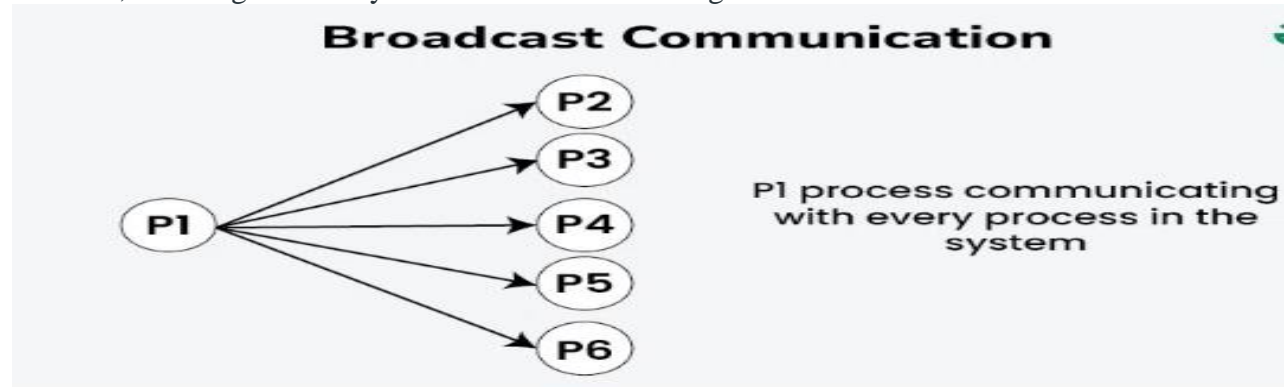 Broadcast Communication
P2
P3
P1
P4
P5
P6
P1 process communicating
with every process in the
system